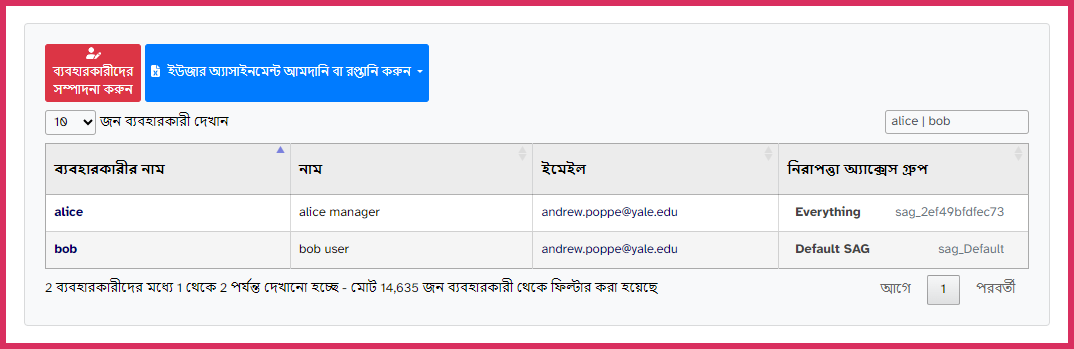 ব্যবহারকারীদের
সম্পাদনা করুন
ইউজার অ্যাসাইনমেন্ট আমদানি বা রপ্তানি করুন
10 জন ব্যবহারকারী দেখান
alice | bob
ব্যবহারকারীর নাম নাম ইমেইল নিরাপত্তা অ্যাক্সেস গ্রুপ
alice alice manager andrew.poppe@yale.edu Everything sag_2ef49bfdfec73
bob bob user andrew.poppe@yale.edu Default SAG sag_Default
2 ব্যবহারকারীদের মধ্যে 1 থেকে 2 পর্যন্ত দেখানো হচ্ছে - মোট 14,635 জন ব্যবহারকারী থেকে ফিল্টার করা হয়েছে
আগে 1 পরবর্তী